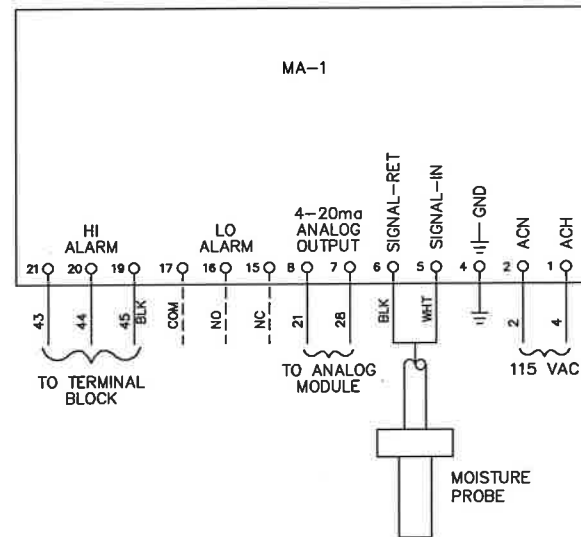 MA-1
HI
ALARM
LO
ALARM
4-20ma
ANALOG
OUTPUT
SIGNAL-RET
SIGNAL-IN
GND
ACN
ACH
21 20 19 17 16 15 8 7 6 5 4 2 1
43 44 45 BLK COM NO NC 21 28 BLK WHT 2 4
TO TERMINAL
BLOCK
TO ANALOG
MODULE
115 VAC
MOISTURE
PROBE